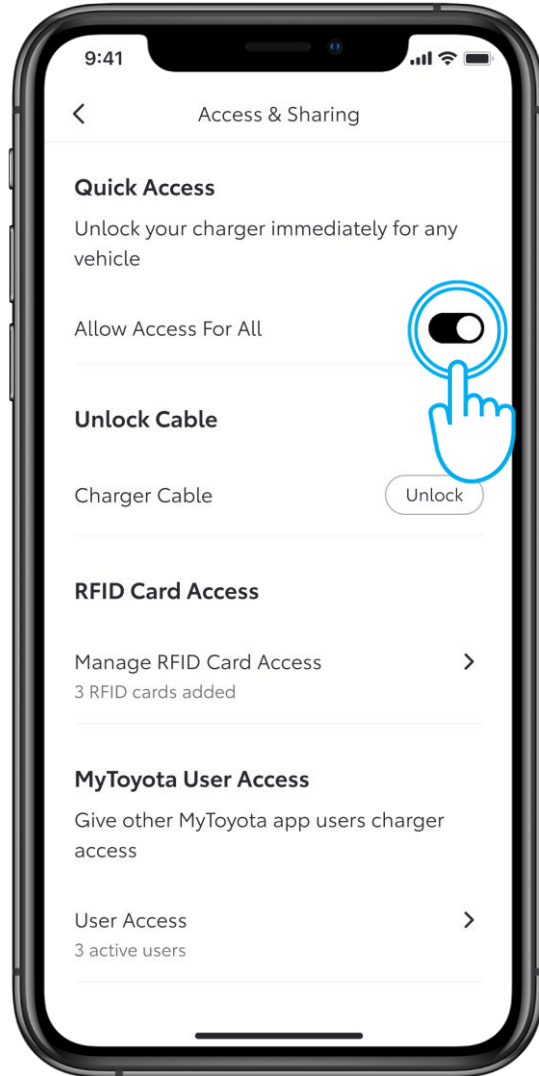 9:41
Access & Sharing
Quick Access
Unlock your charger immediately for any
vehicle
Allow Access For All
Unlock Cable
Charger Cable
Unlock
RFID Card Access
Manage RFID Card Access
3 RFID cards added
MyToyota User Access
Give other MyToyota app users charger
access
User Access
3 active users